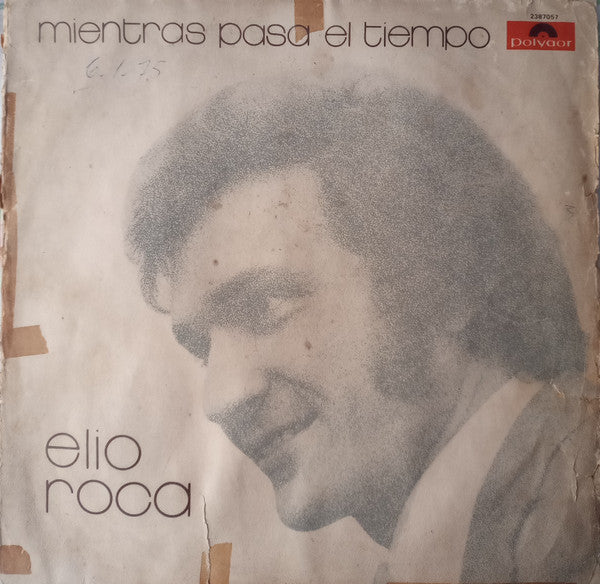 2387057
mientras pasa el tiempo
polydor
6.1.75
elio
roca